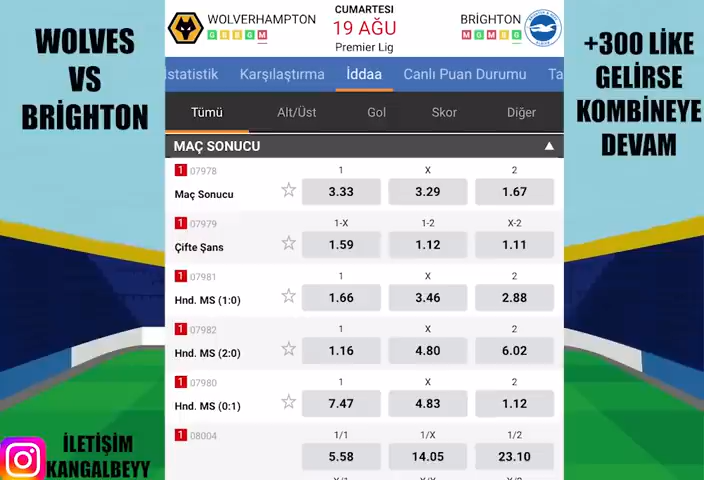 WOLVES
VS
BRİGHTON
WOLVERHAMPTON
G B B G M
CUMARTESİ
19 AĞU
Premier Lig
BRİGHTON
M G M B G
+300 LİKE
GELİRSE
KOMBİNEYE
DEVAM
statistik Karşılaştırma İddaa Canlı Puan Durumu Ta
Tümü Alt/Üst Gol Skor Diğer
MAÇ SONUCU
1 07978 1 X 2
Maç Sonucu 3.33 3.29 1.67
1 07979 1-X 1-2 X-2
Çifte Şans 1.59 1.12 1.11
1 07981 1 X 2
Hnd. MS (1:0) 1.66 3.46 2.88
1 07982 1 X 2
Hnd. MS (2:0) 1.16 4.80 6.02
1 07980 1 X 2
Hnd. MS (0:1) 7.47 4.83 1.12
1 08004 1/1 1/X 1/2
5.58 14.05 23.10
İLETİŞİM
KANGALBEYY